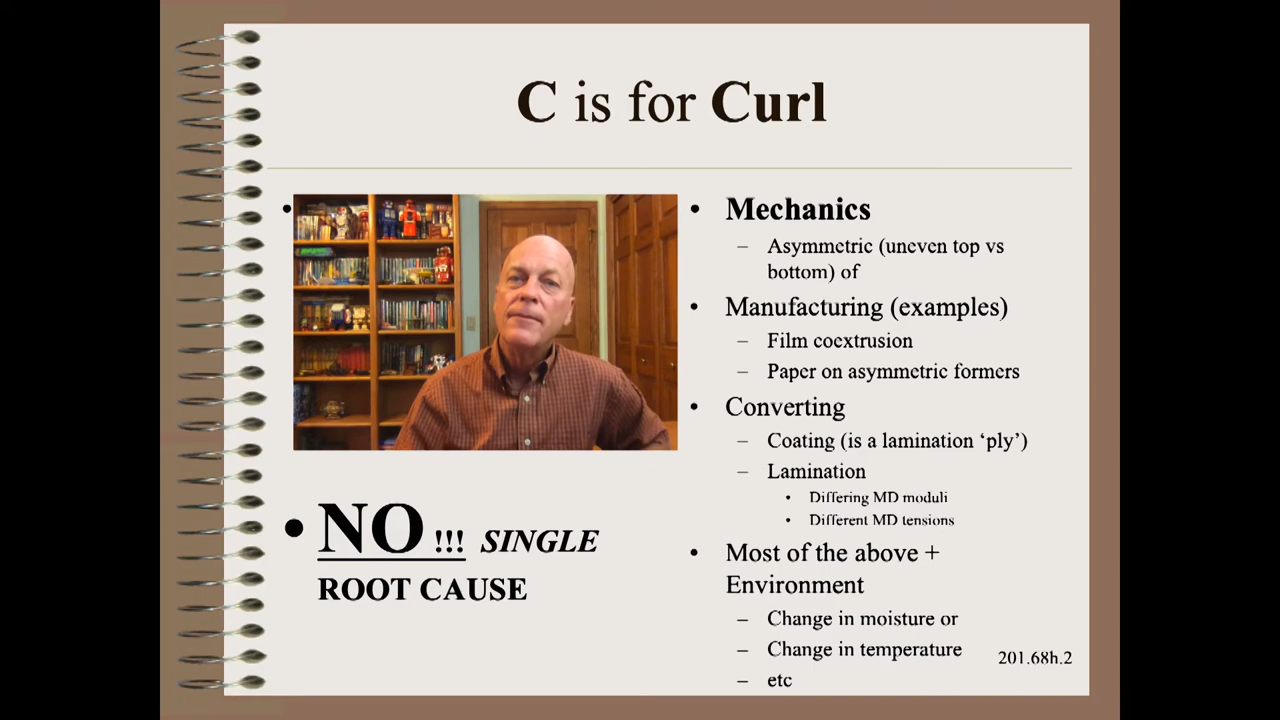 C is for Curl
• NO !!! SINGLE
ROOT CAUSE
• Mechanics
– Asymmetric (uneven top vs
bottom) of
• Manufacturing (examples)
– Film coextrusion
– Paper on asymmetric formers
• Converting
– Coating (is a lamination ‘ply’)
– Lamination
• Differing MD moduli
• Different MD tensions
• Most of the above +
Environment
– Change in moisture or
– Change in temperature
– etc
201.68h.2